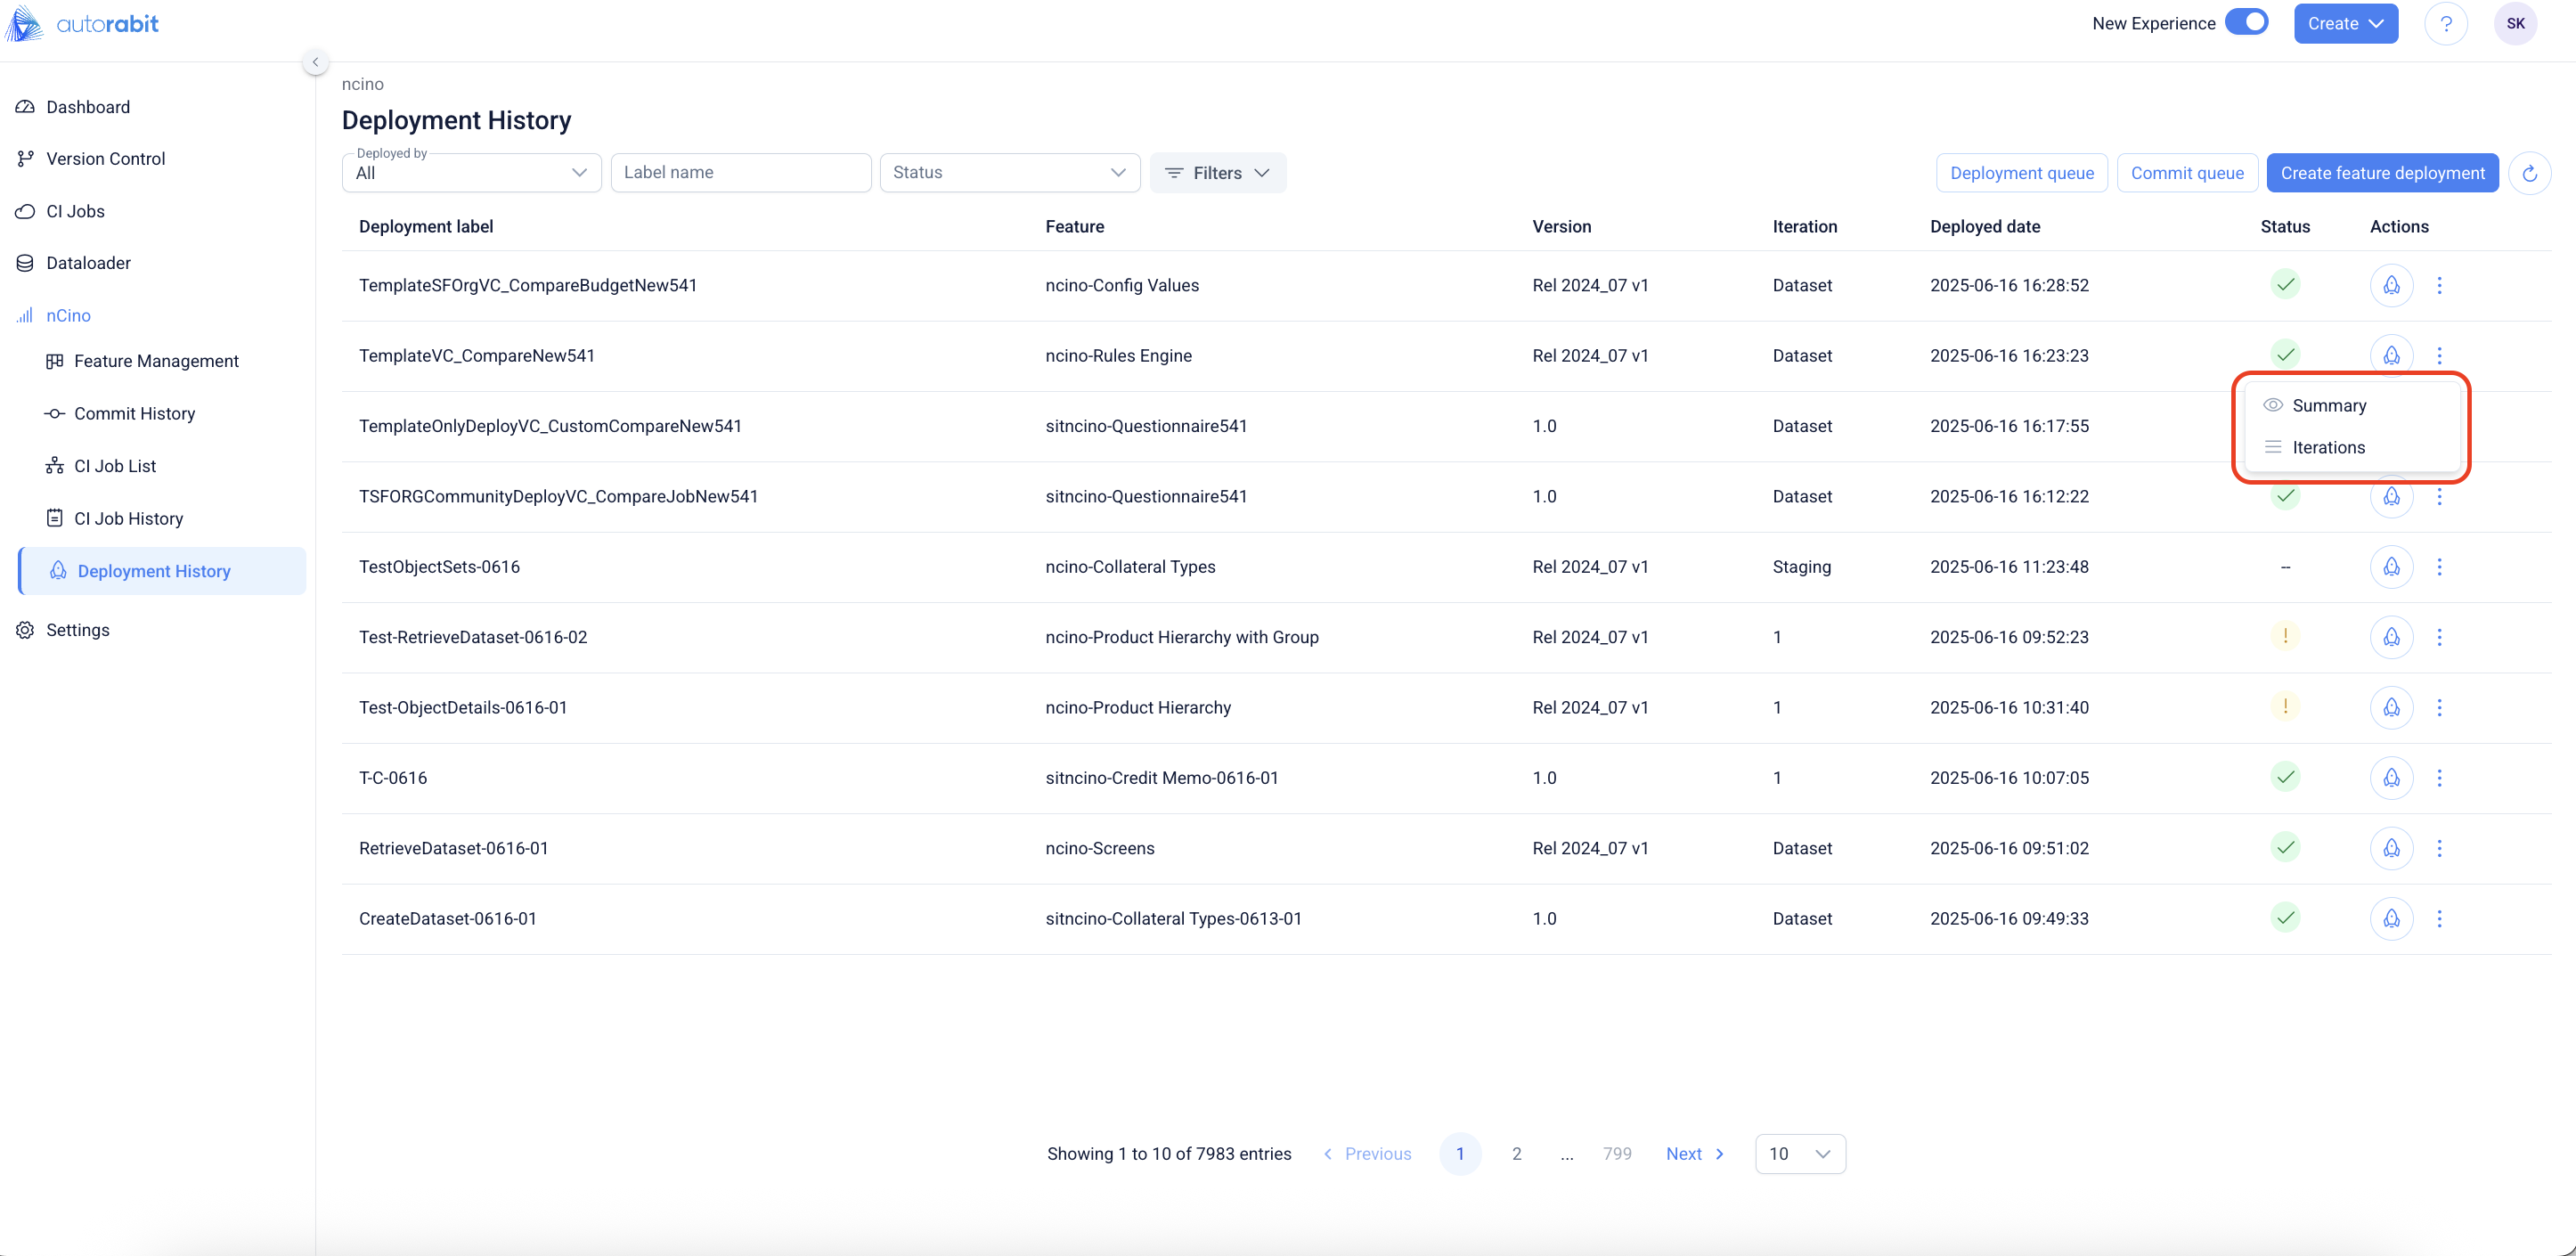 autorabit
New Experience
Create
?
SK
Dashboard
Version Control
CI Jobs
Dataloader
nCino
Feature Management
Commit History
CI Job List
CI Job History
Deployment History
Settings
ncino
Deployment History
Deployed by
All
Label name
Status
Filters
Deployment queue
Commit queue
Create feature deployment
Deployment label Feature Version Iteration Deployed date Status Actions
TemplateSFOrgVC_CompareBudgetNew541 ncino-Config Values Rel 2024_07 v1 Dataset 2025-06-16 16:28:52
TemplateVC_CompareNew541 ncino-Rules Engine Rel 2024_07 v1 Dataset 2025-06-16 16:23:23
Summary
Iterations
TemplateOnlyDeployVC_CustomCompareNew541 sitncino-Questionnaire541 1.0 Dataset 2025-06-16 16:17:55
TSFORGCommunityDeployVC_CompareJobNew541 sitncino-Questionnaire541 1.0 Dataset 2025-06-16 16:12:22
TestObjectSets-0616 ncino-Collateral Types Rel 2024_07 v1 Staging 2025-06-16 11:23:48 --
Test-RetrieveDataset-0616-02 ncino-Product Hierarchy with Group Rel 2024_07 v1 1 2025-06-16 09:52:23 !
Test-ObjectDetails-0616-01 ncino-Product Hierarchy Rel 2024_07 v1 1 2025-06-16 10:31:40 !
T-C-0616 sitncino-Credit Memo-0616-01 1.0 1 2025-06-16 10:07:05
RetrieveDataset-0616-01 ncino-Screens Rel 2024_07 v1 Dataset 2025-06-16 09:51:02
CreateDataset-0616-01 sitncino-Collateral Types-0613-01 1.0 Dataset 2025-06-16 09:49:33
Showing 1 to 10 of 7983 entries Previous 1 2 ... 799 Next 10